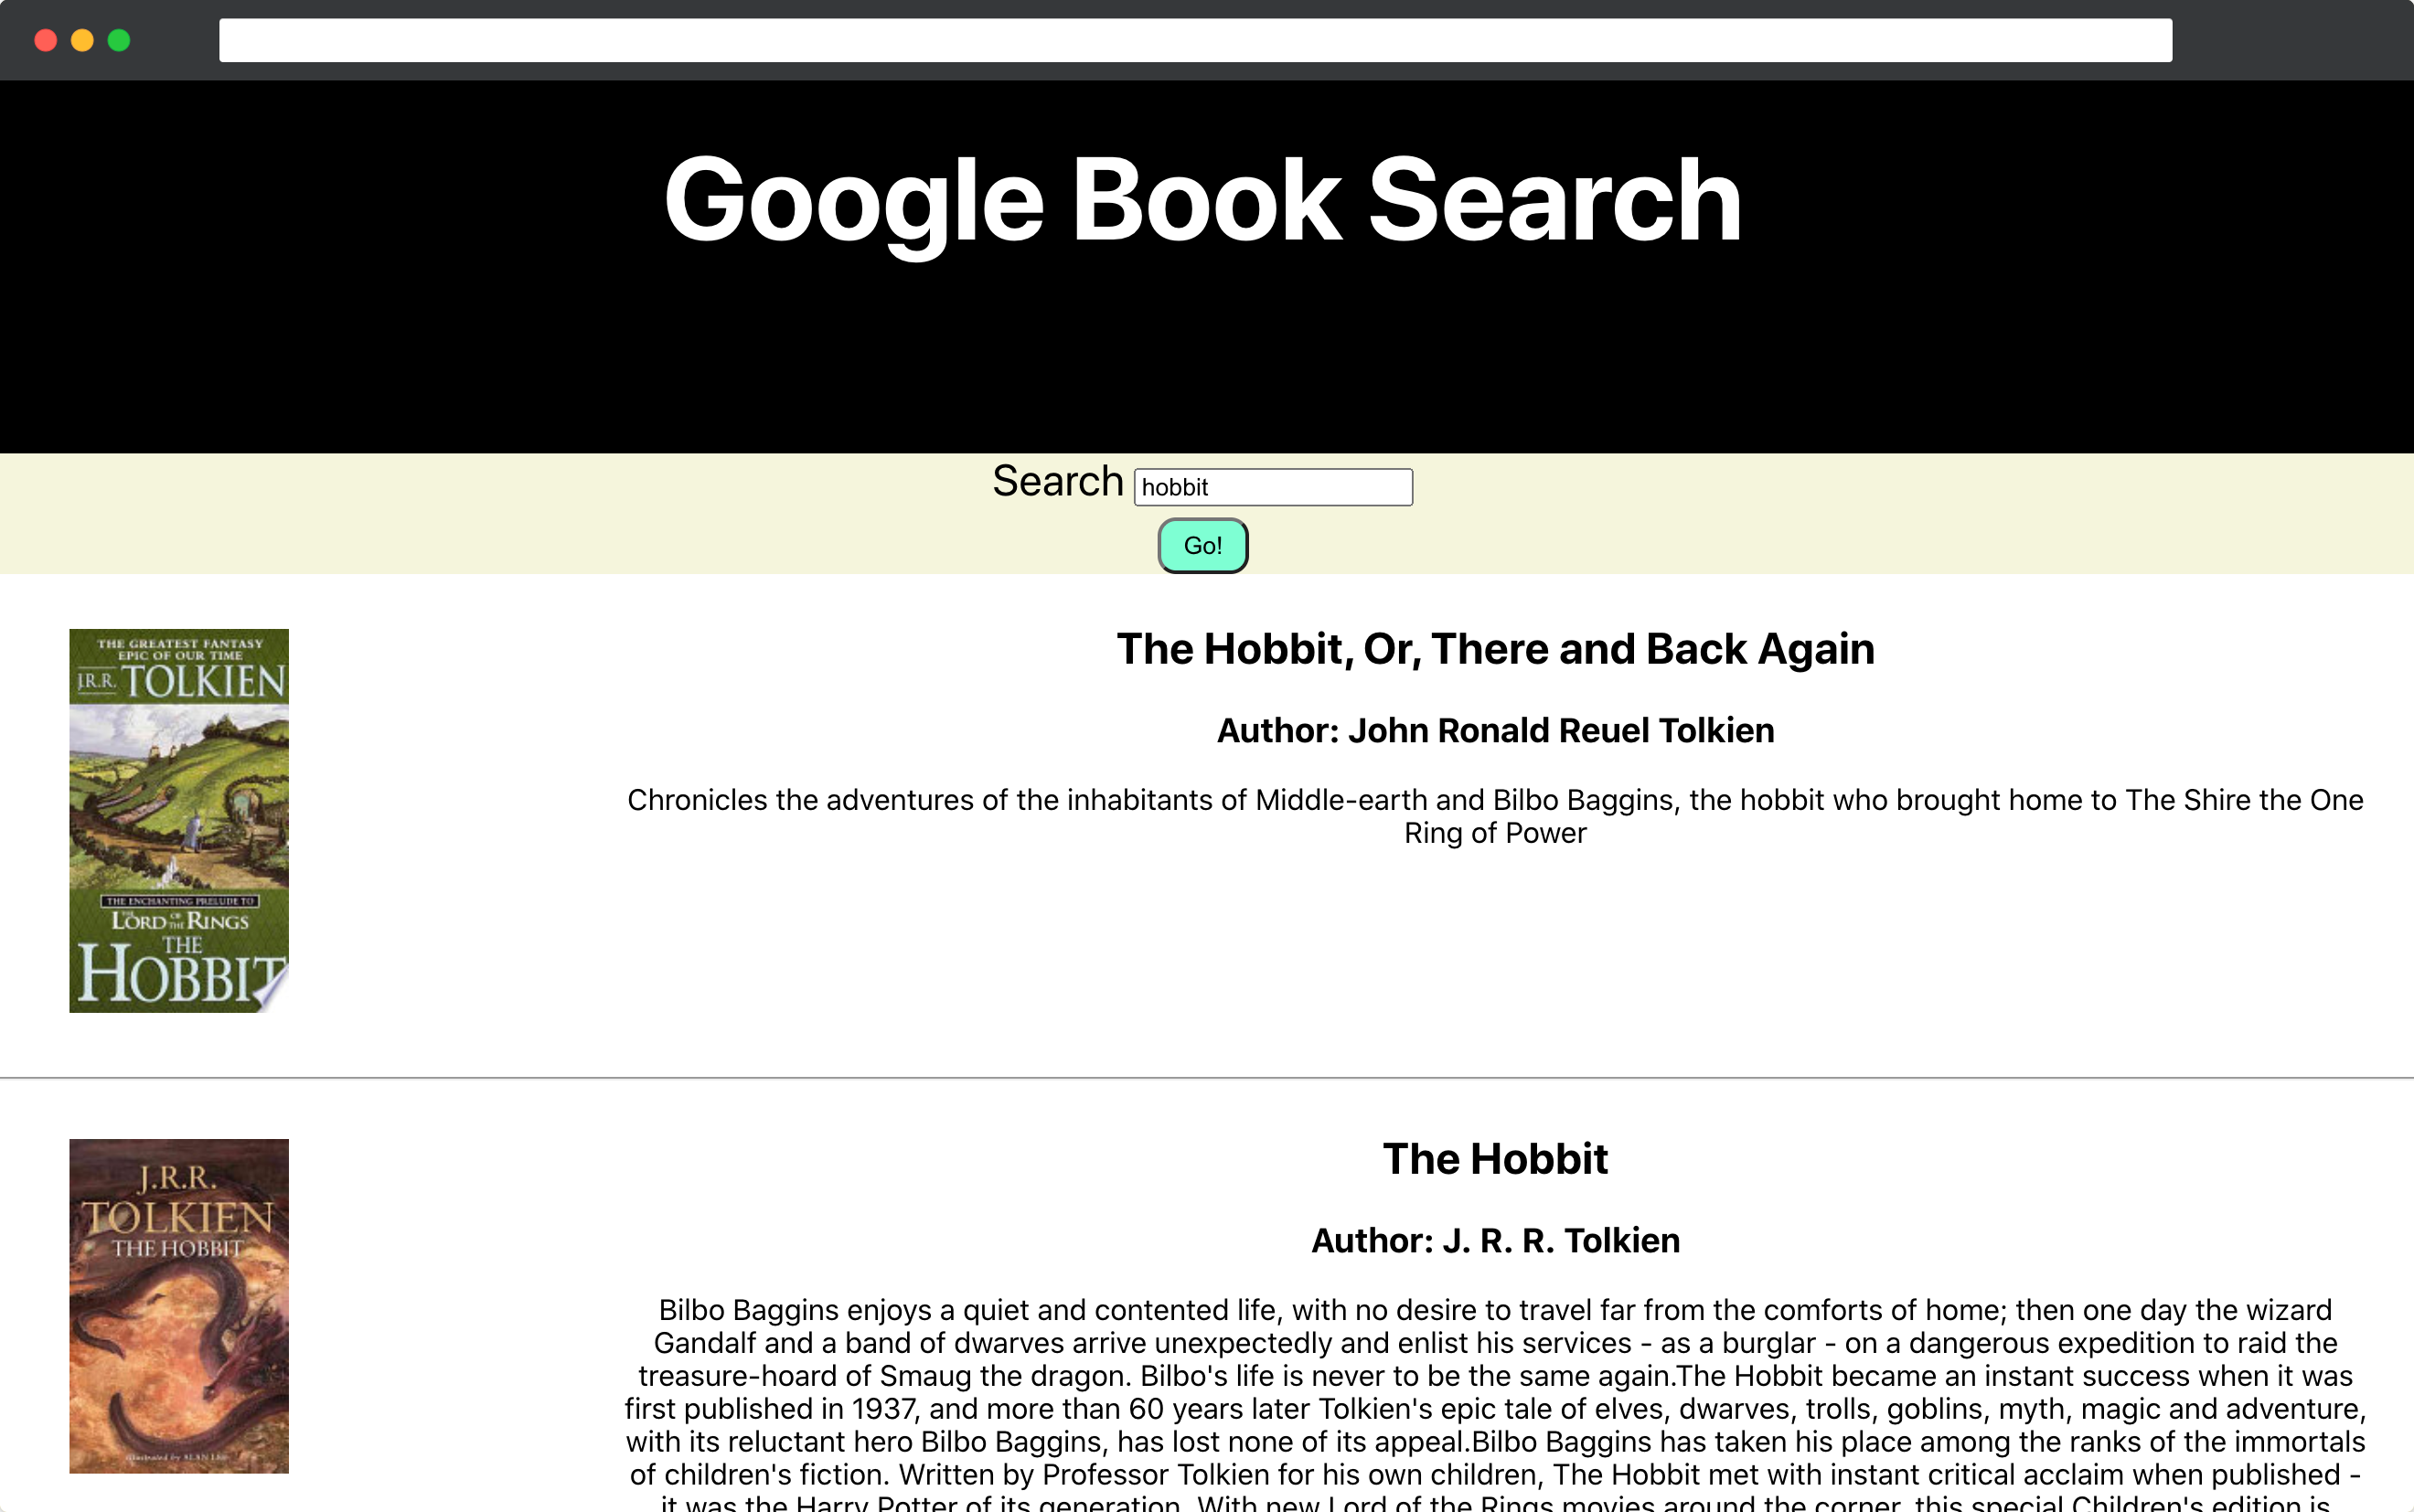 Google Book Search
Search hobbit
Go!
THE GREATEST FANTASY
EPIC OF OUR TIME
J.R.R. TOLKIEN
THE ENCHANTING PRELUDE TO
THE LORD OF THE RINGS
THE
HOBBIT
The Hobbit, Or, There and Back Again
Author: John Ronald Reuel Tolkien
Chronicles the adventures of the inhabitants of Middle-earth and Bilbo Baggins, the hobbit who brought home to The Shire the One
Ring of Power
J.R.R.
TOLKIEN
THE HOBBIT
Illustrated by ALAN LEE
The Hobbit
Author: J. R. R. Tolkien
Bilbo Baggins enjoys a quiet and contented life, with no desire to travel far from the comforts of home; then one day the wizard
Gandalf and a band of dwarves arrive unexpectedly and enlist his services - as a burglar - on a dangerous expedition to raid the
treasure-hoard of Smaug the dragon. Bilbo's life is never to be the same again.The Hobbit became an instant success when it was
first published in 1937, and more than 60 years later Tolkien's epic tale of elves, dwarves, trolls, goblins, myth, magic and adventure,
with its reluctant hero Bilbo Baggins, has lost none of its appeal.Bilbo Baggins has taken his place among the ranks of the immortals
of children's fiction. Written by Professor Tolkien for his own children, The Hobbit met with instant critical acclaim when published -
it was the Harry Potter of its generation. With new Lord of the Rings movies around the corner, this special Children's edition is